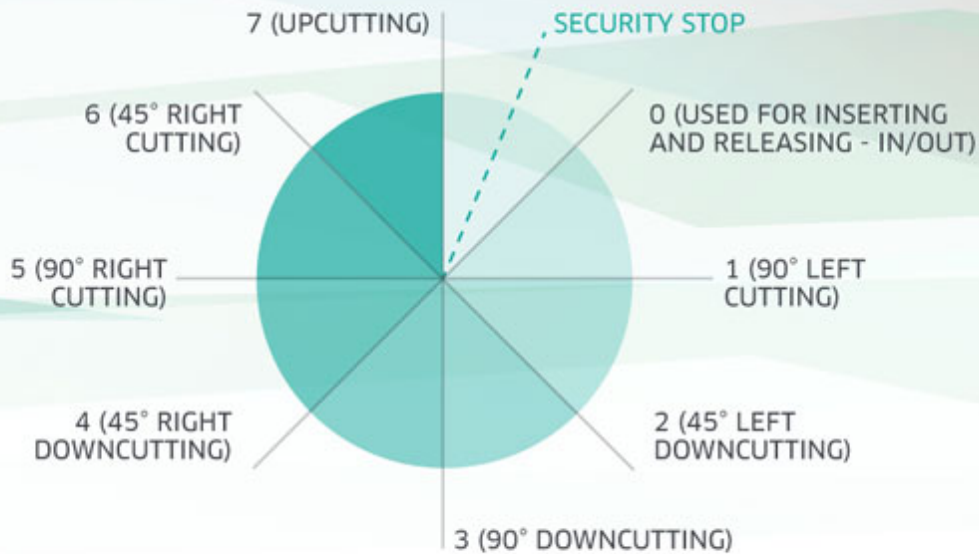 7 (UPCUTTING)
SECURITY STOP
6 (45° RIGHT
CUTTING)
0 (USED FOR INSERTING
AND RELEASING - IN/OUT)
5 (90° RIGHT
CUTTING)
1 (90° LEFT
CUTTING)
4 (45° RIGHT
DOWNCUTTING)
2 (45° LEFT
DOWNCUTTING)
3 (90° DOWNCUTTING)